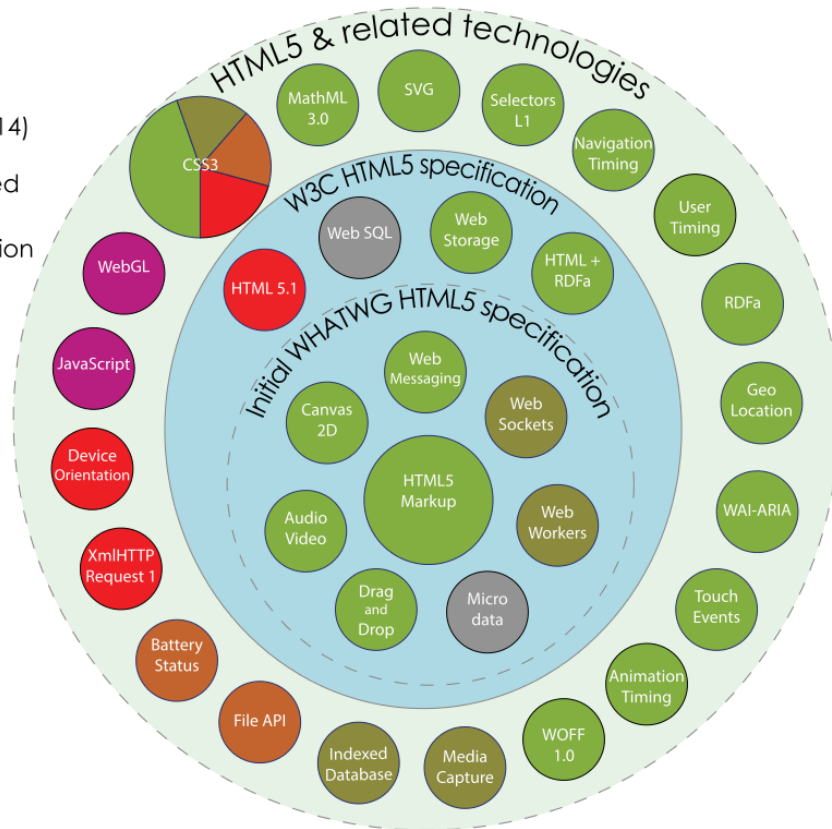 HTML5 & related technologies
14)
ed
ion
MathML
3.0
SVG
Selectors
L1
Navigation
Timing
User
Timing
RDFa
Geo
Location
WAI-ARIA
Touch
Events
Animation
Timing
WOFF
1.0
Media
Capture
Indexed
Database
File API
Battery
Status
XmlHTTP
Request 1
Device
Orientation
JavaScript
WebGL
CSS3
W3C HTML5 specification
HTML 5.1
Web SQL
Web
Storage
HTML +
RDFa
Initial WHATWG HTML5 specification
Web
Messaging
Canvas
2D
Web
Sockets
HTML5
Markup
Audio
Video
Web
Workers
Drag
and
Drop
Micro
data